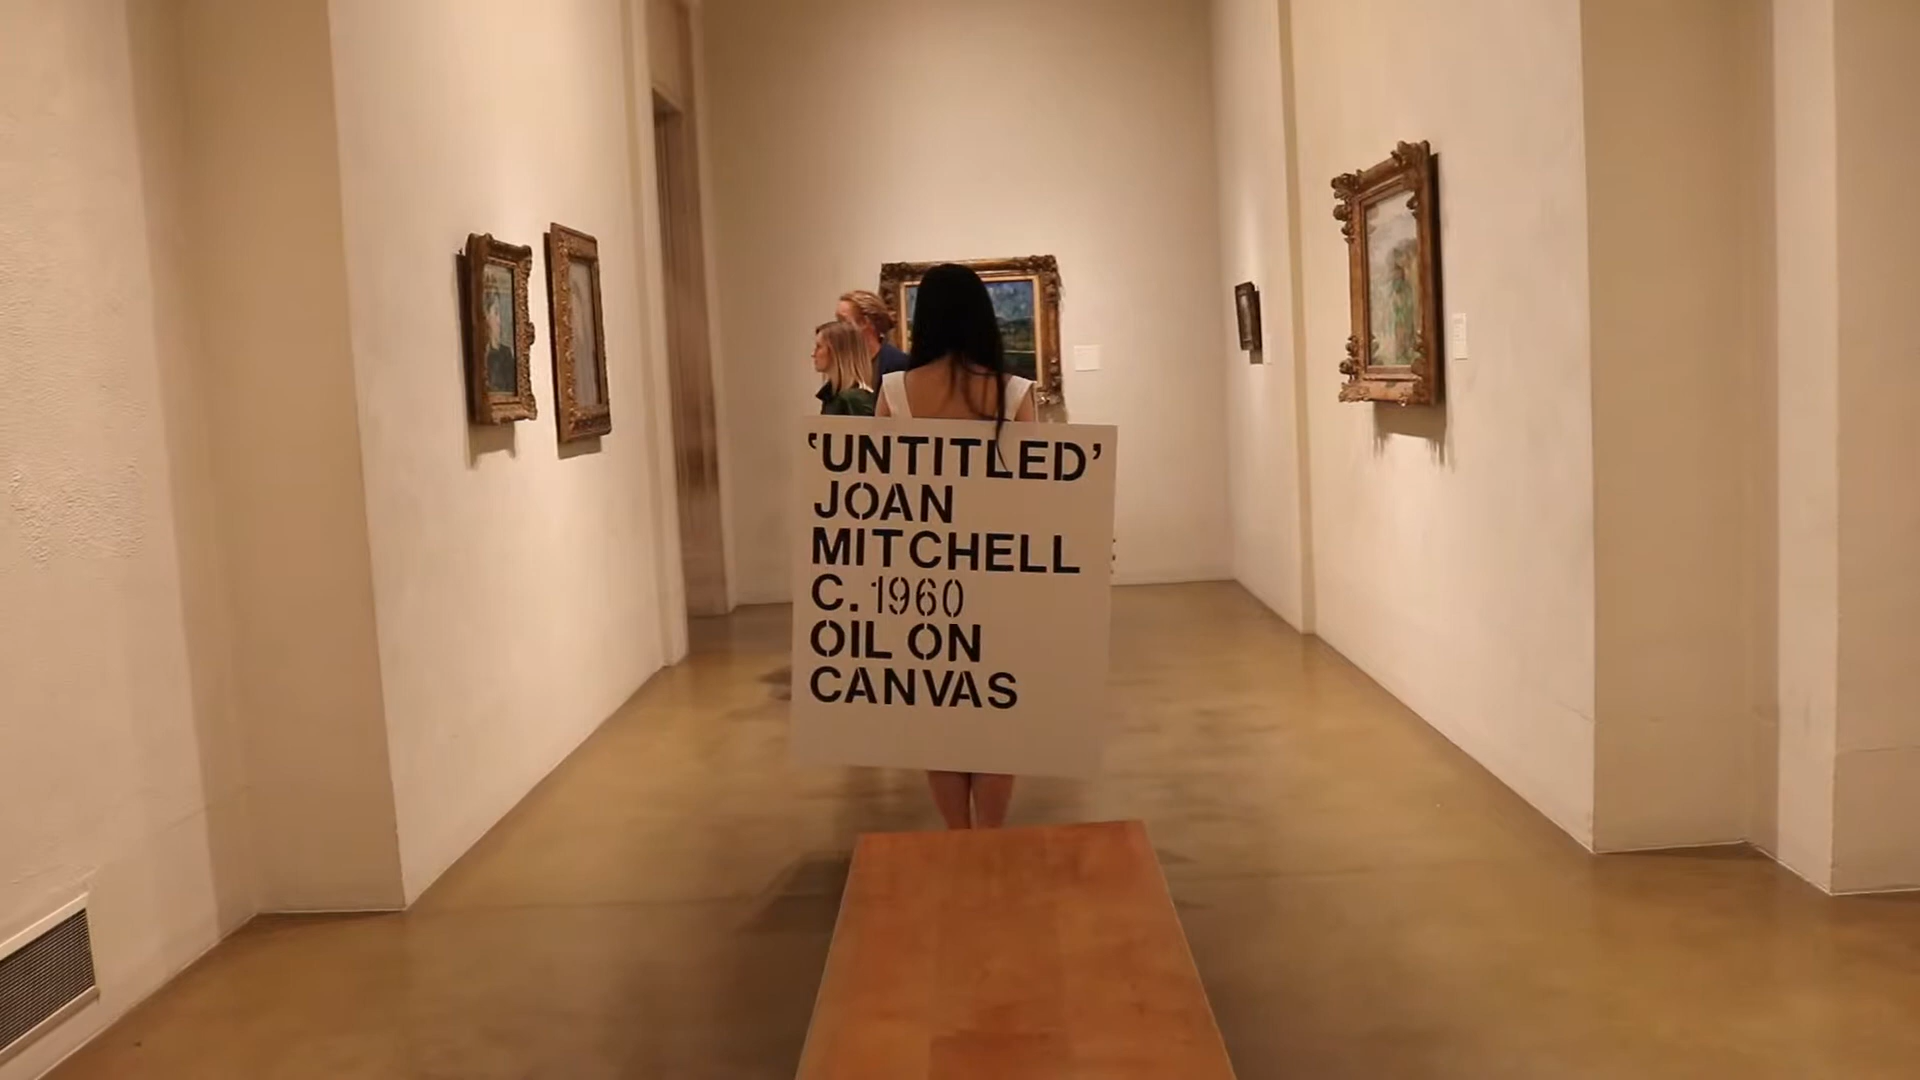 ‘UNTITLED’
JOAN
MITCHELL
C. 1960
OIL ON
CANVAS